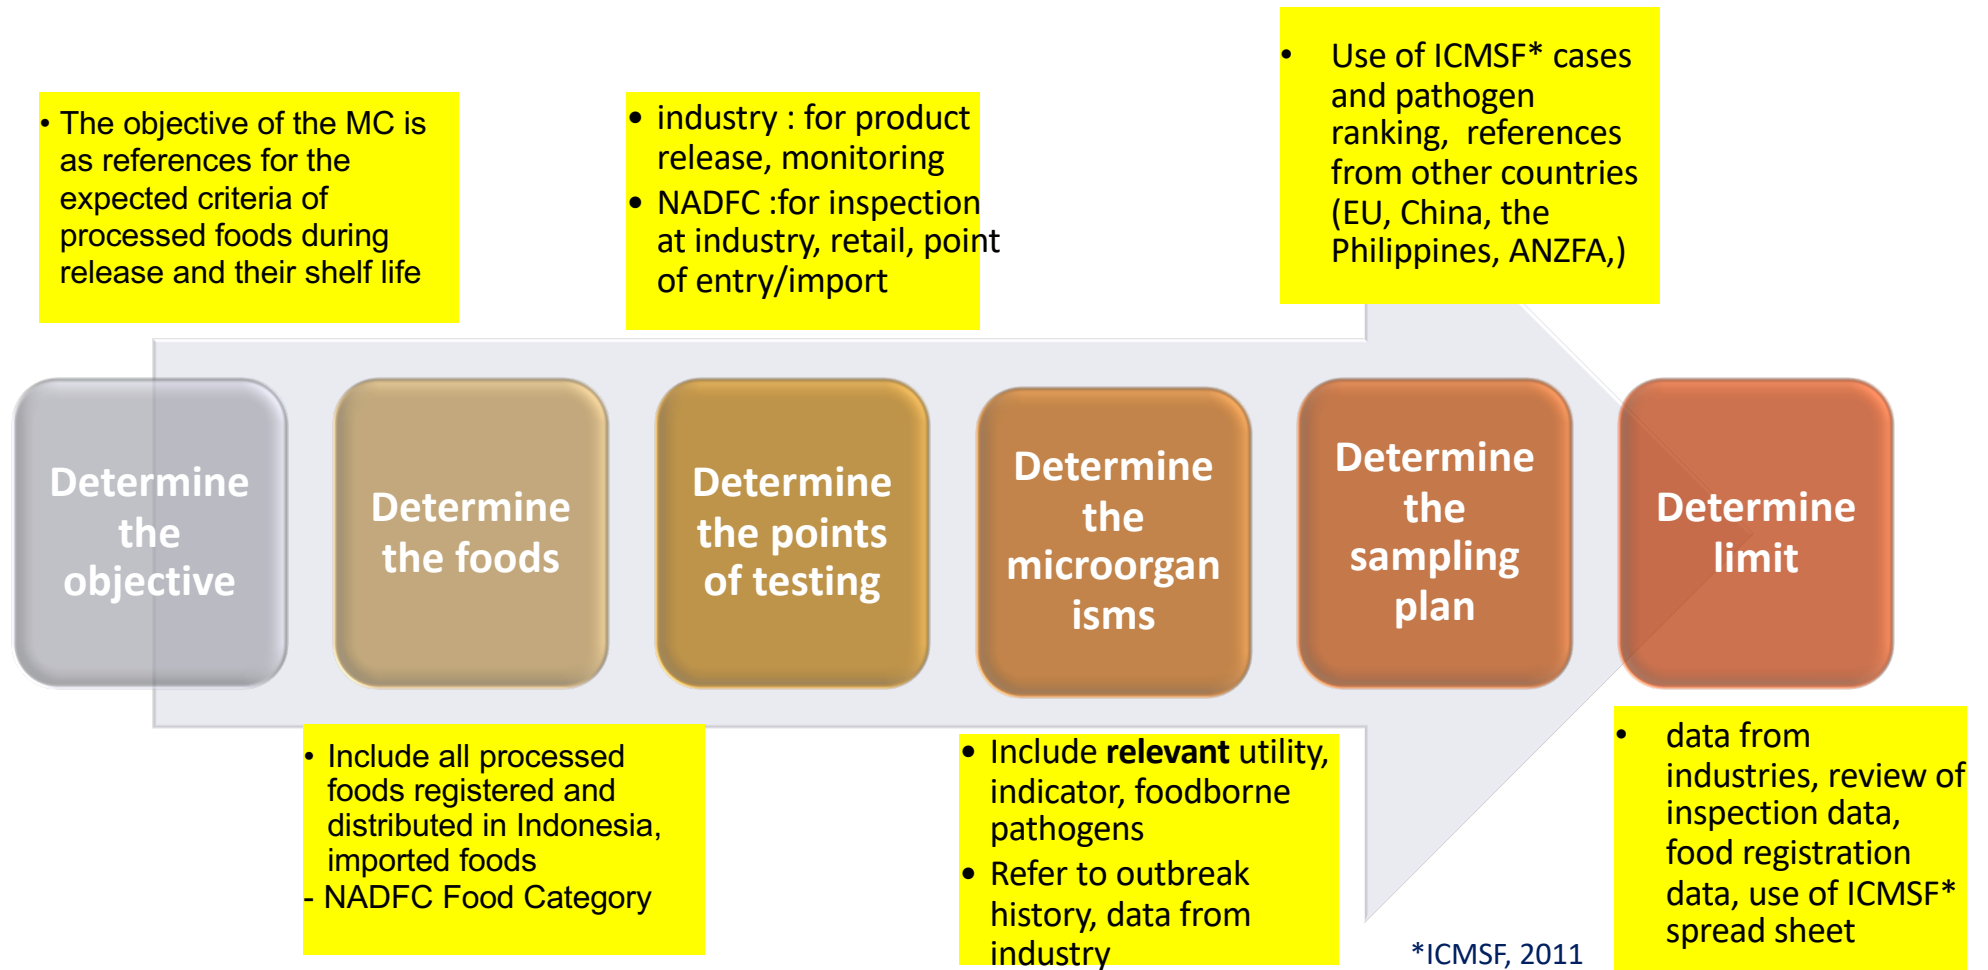 • The objective of the MC is
as references for the
expected criteria of
processed foods during
release and their shelf life
• industry : for product
release, monitoring
• NADFC :for inspection
at industry, retail, point
of entry/import
• Use of ICMSF* cases
and pathogen
ranking, references
from other countries
(EU, China, the
Philippines, ANZFA,)
Determine
the
objective
Determine
the foods
Determine
the points
of testing
Determine
the
microorgan
isms
Determine
the
sampling
plan
Determine
limit
• Include all processed
foods registered and
distributed in Indonesia,
imported foods
- NADFC Food Category
• Include relevant utility,
indicator, foodborne
pathogens
• Refer to outbreak
history, data from
industry
• data from
industries, review of
inspection data,
food registration
data, use of ICMSF*
spread sheet
*ICMSF, 2011